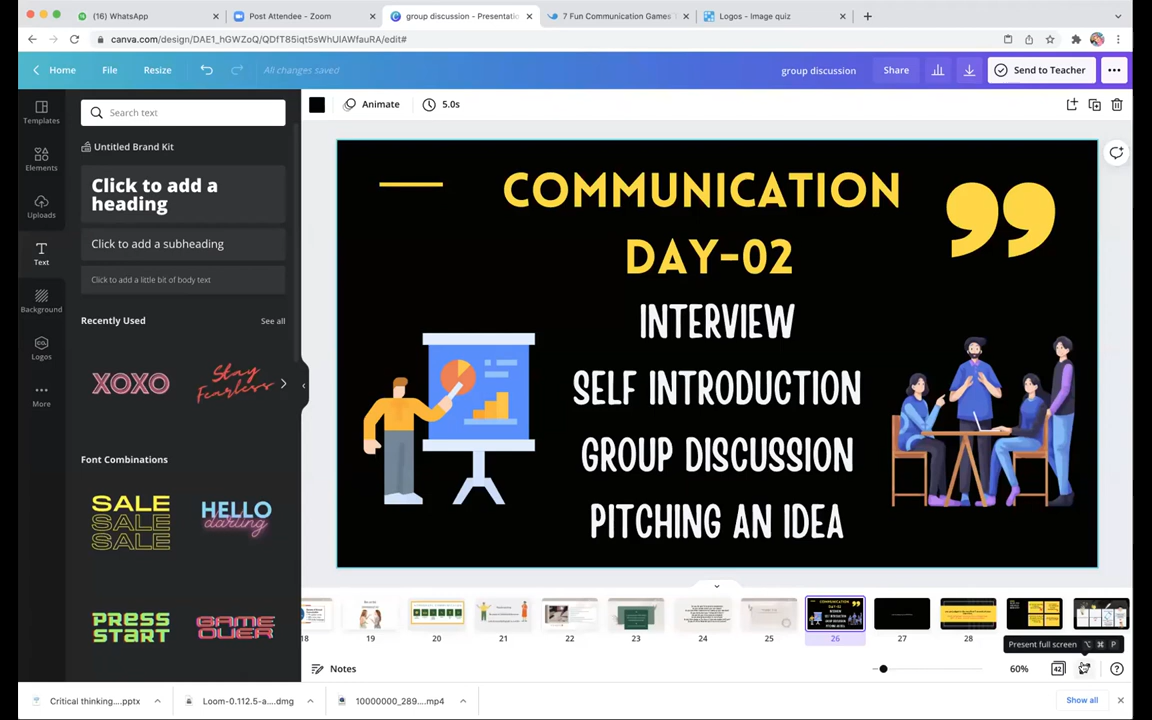 (16) WhatsApp
Post Attendee - Zoom
group discussion - Presentatio
7 Fun Communication Games
Logos - Image quiz
canva.com/design/DAE1_hGWZoQ/QDfT85iqt5sWhUlAWfauRA/edit#
Home
File
Resize
All changes saved
group discussion
Share
Send to Teacher
Templates
Elements
Uploads
Text
Background
Logos
More
Search text
Untitled Brand Kit
Click to add a
heading
Click to add a subheading
Click to add a little bit of body text
Recently Used
See all
XOXO
Stay
Fearless
Font Combinations
SALE
SALE
SALE
HELLO
darling
PRESS
START
GAME
OVER
Animate
5.0s
COMMUNICATION
DAY-02
INTERVIEW
SELF INTRODUCTION
GROUP DISCUSSION
PITCHING AN IDEA
18
19
20
21
22
23
24
25
26
27
28
Present full screen
Notes
60%
42
Critical thinking....pptx
Loom-0.112.5-a....dmg
10000000_289....mp4
Show all